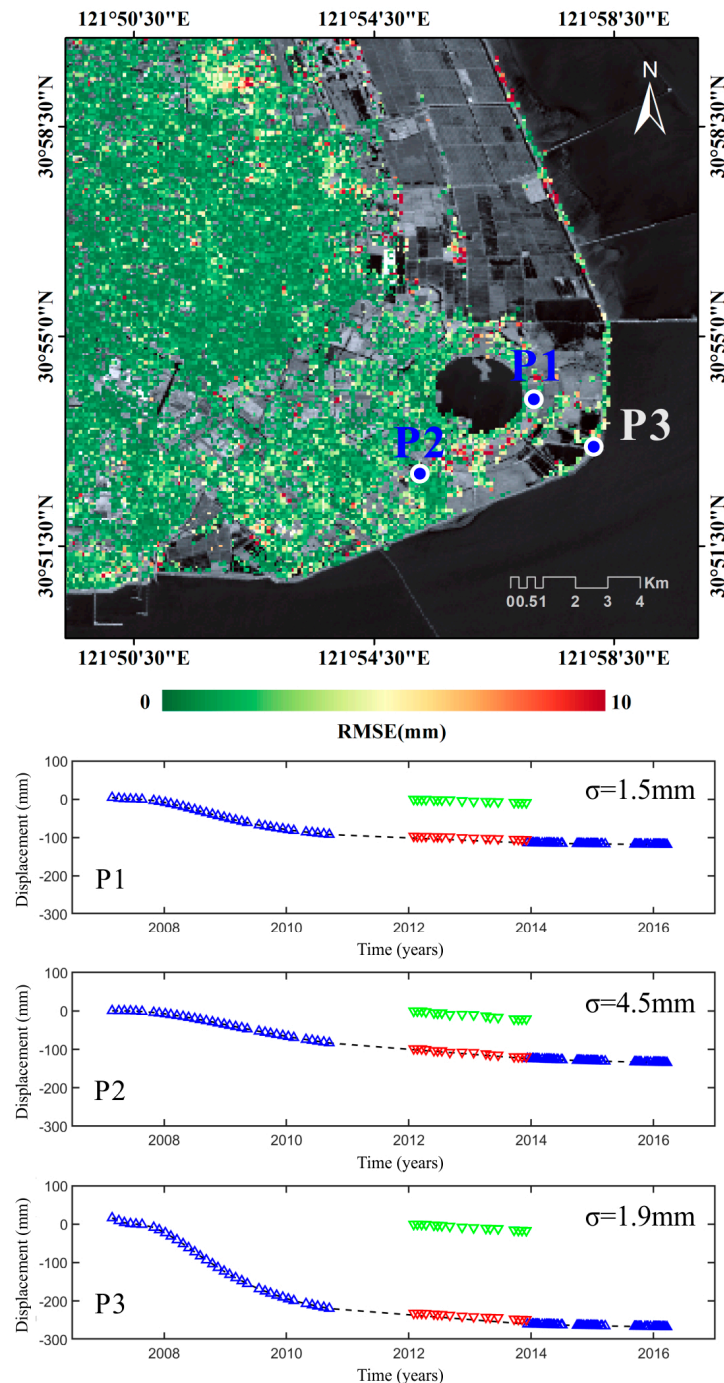 121°50'30"E 121°54'30"E 121°58'30"E
N
30°58'30"N 30°58'30"N
30°55'0"N 30°55'0"N
P1
P2
P3
30°51'30"N 30°51'30"N
Km
0 0.5 1 2 3 4
121°50'30"E 121°54'30"E 121°58'30"E
0 10
RMSE(mm)
100
0
-100
-200
-300
Displacement (mm)
σ=1.5mm
P1
2008 2010 2012 2014 2016
Time (years)
100
0
-100
-200
-300
Displacement (mm)
σ=4.5mm
P2
2008 2010 2012 2014 2016
Time (years)
100
0
-100
-200
-300
Displacement (mm)
σ=1.9mm
P3
2008 2010 2012 2014 2016
Time (years)